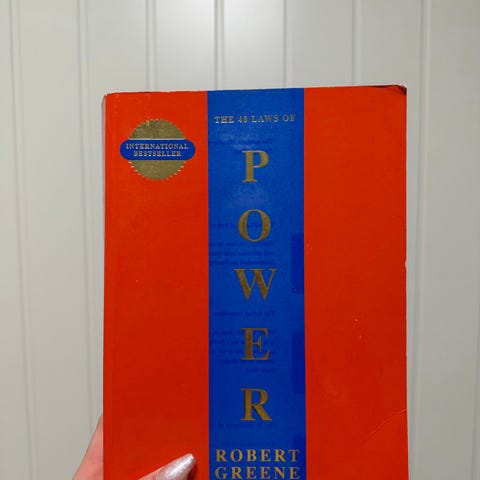 THE 48 LAWS OF
INTERNATIONAL
BESTSELLER
P
O
W
E
R
ROBERT
GREENE